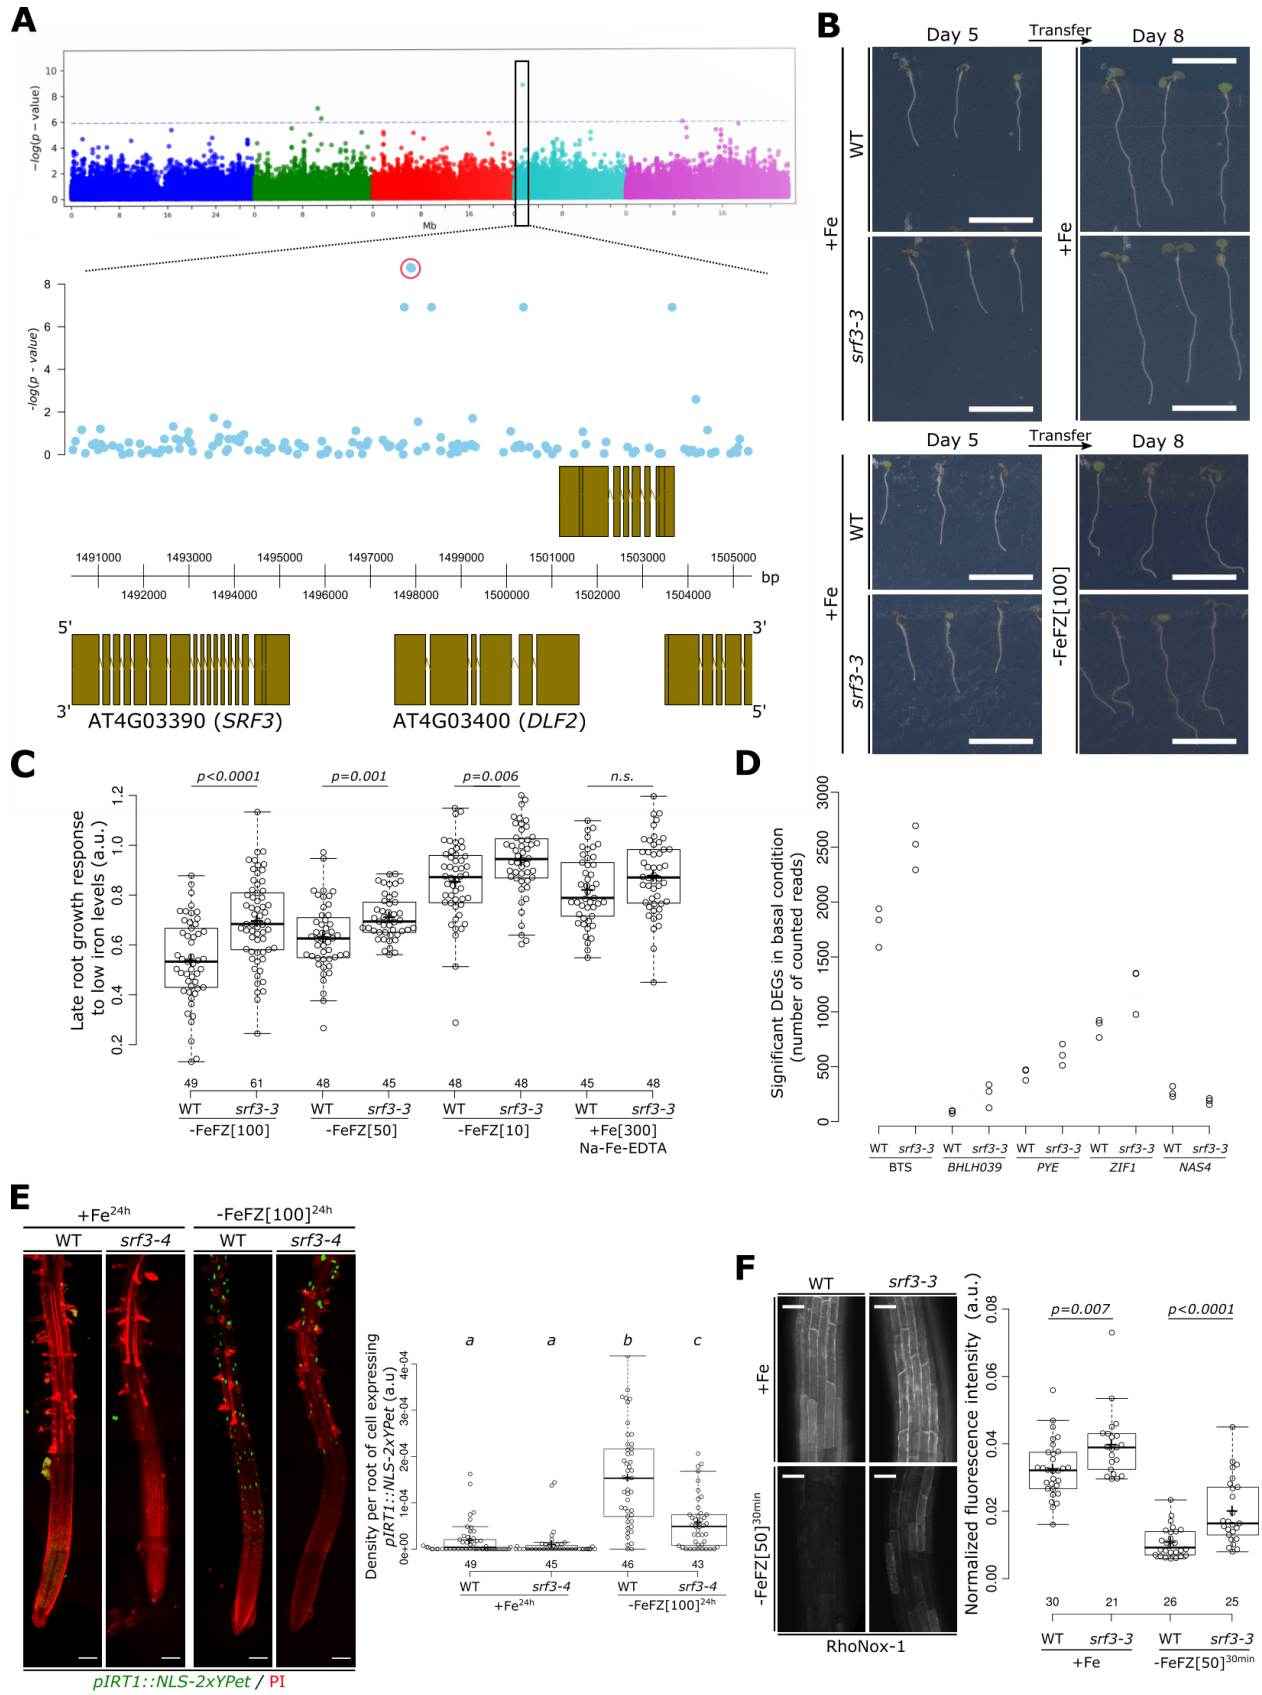 A
−log(p − value)
10
8
6
4
2
0
0 8 16 24 0 8 0 8 16 0 8 0 8 16
Mb
-log(p - value)
8
6
4
2
0
1491000 1493000 1495000 1497000 1499000 1501000 1503000 1505000
bp
1492000 1494000 1496000 1498000 1500000 1502000 1504000
5' 3'
3' 5'
AT4G03390 (SRF3) AT4G03400 (DLF2)
B
Day 5 Transfer Day 8
WT
+Fe +Fe
srf3-3
Day 5 Transfer Day 8
WT
+Fe -FeFZ[100]
srf3-3
C
Late root growth response
to low iron levels (a.u.)
1.2
1.0
0.8
0.6
0.4
0.2
p<0.0001 p=0.001 p=0.006 n.s.
49 61 48 45 48 48 45 48
WT srf3-3 WT srf3-3 WT srf3-3 WT srf3-3
-FeFZ[100] -FeFZ[50] -FeFZ[10] +Fe[300]
Na-Fe-EDTA
D
Significant DEGs in basal condition
(number of counted reads)
3000
2500
2000
1500
1000
500
0
WT srf3-3 WT srf3-3 WT srf3-3 WT srf3-3 WT srf3-3
BTS BHLH039 PYE ZIF1 NAS4
E
+Fe24h -FeFZ[100]24h
WT srf3-4 WT srf3-4
pIRT1::NLS-2xYPet / PI
Density per root of cell expressing
pIRT1::NLS-2xYPet (a.u)
4e-04
3e-04
2e-04
1e-04
0e+00
a a b c
49 45 46 43
WT srf3-4 WT srf3-4
+Fe24h -FeFZ[100]24h
F
WT srf3-3
+Fe
-FeFZ[50]30min
RhoNox-1
Normalized fluorescence intensity (a.u.)
0.08
0.06
0.04
0.02
0.00
p=0.007 p<0.0001
30 21 26 25
WT srf3-3 WT srf3-3
+Fe -FeFZ[50]30min